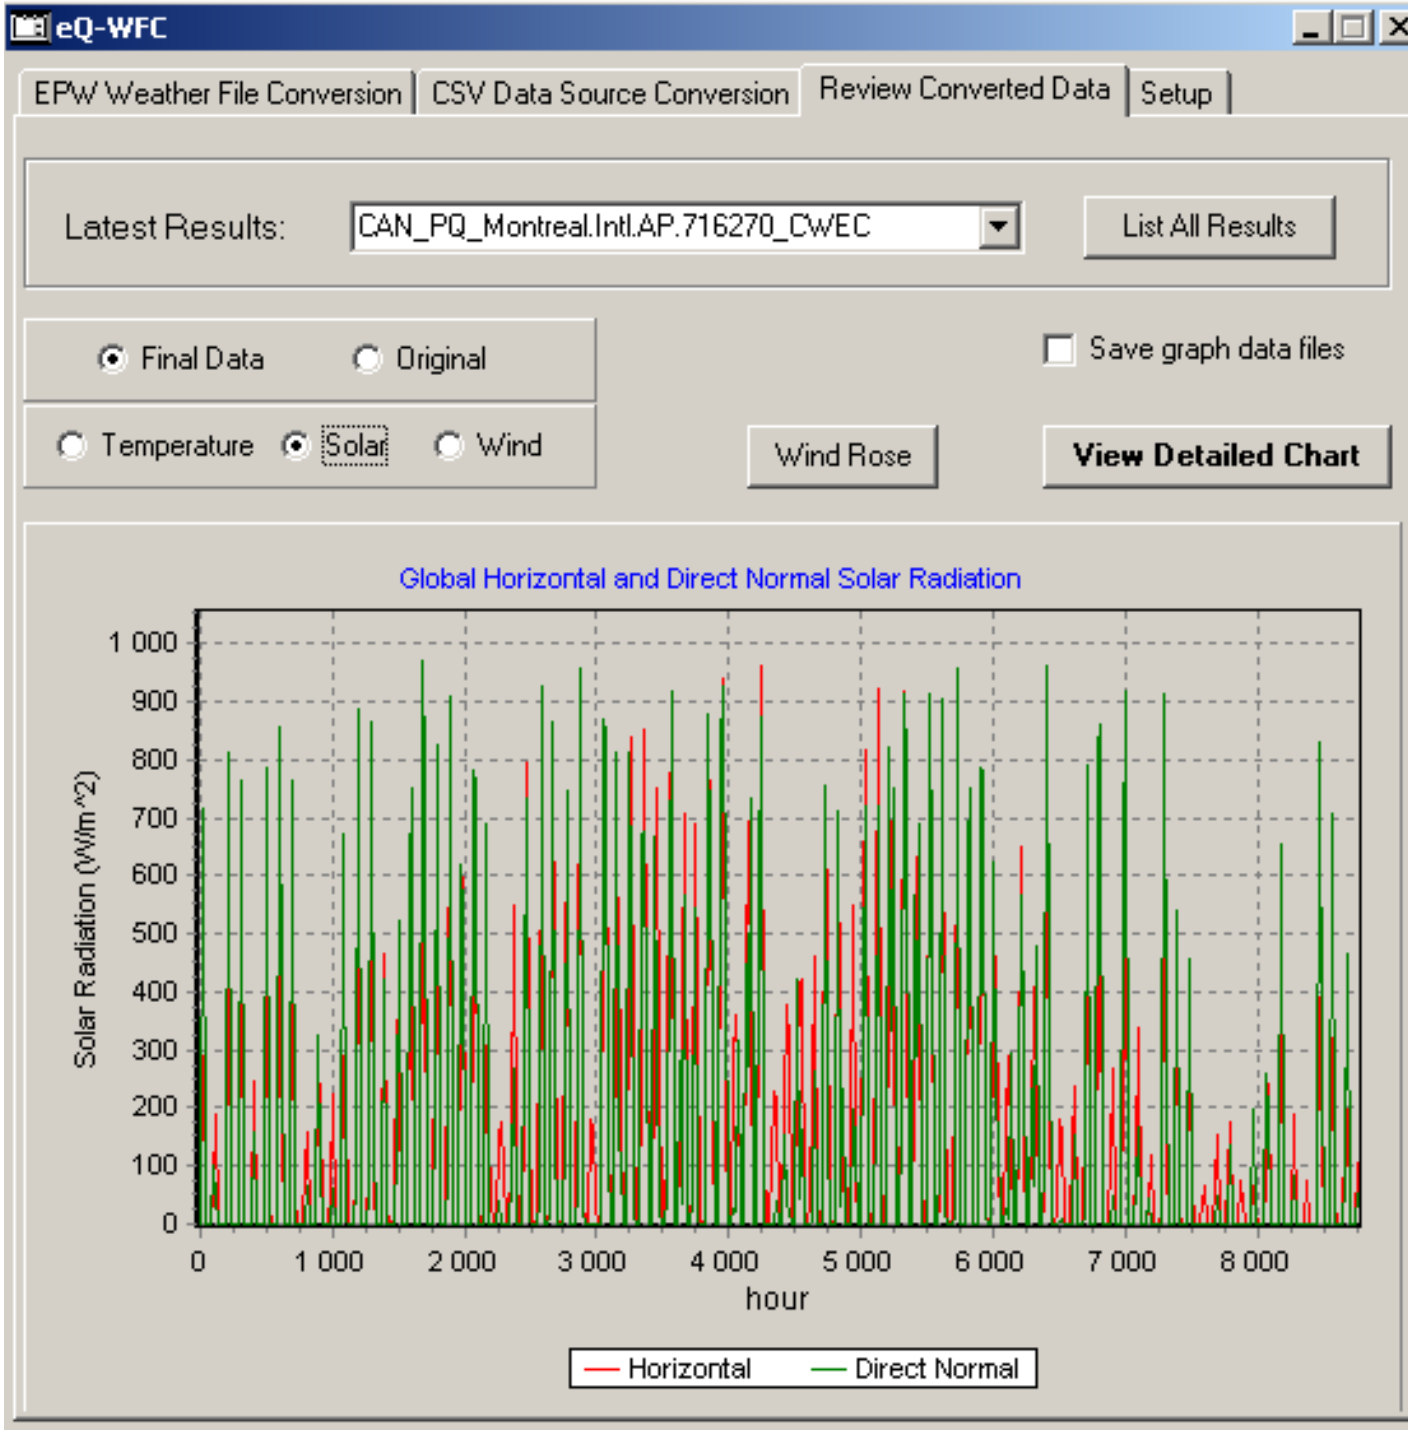 eQ-WFC
EPW Weather File Conversion
CSV Data Source Conversion
Review Converted Data
Setup
Latest Results:
CAN_PQ_Montreal.Intl.AP.716270_CWEC
List All Results
Final Data
Original
Save graph data files
Temperature
Solar
Wind
Wind Rose
View Detailed Chart
Global Horizontal and Direct Normal Solar Radiation
Solar Radiation (W/m^2)
1 000
900
800
700
600
500
400
300
200
100
0
0
1 000
2 000
3 000
4 000
5 000
6 000
7 000
8 000
hour
Horizontal
Direct Normal